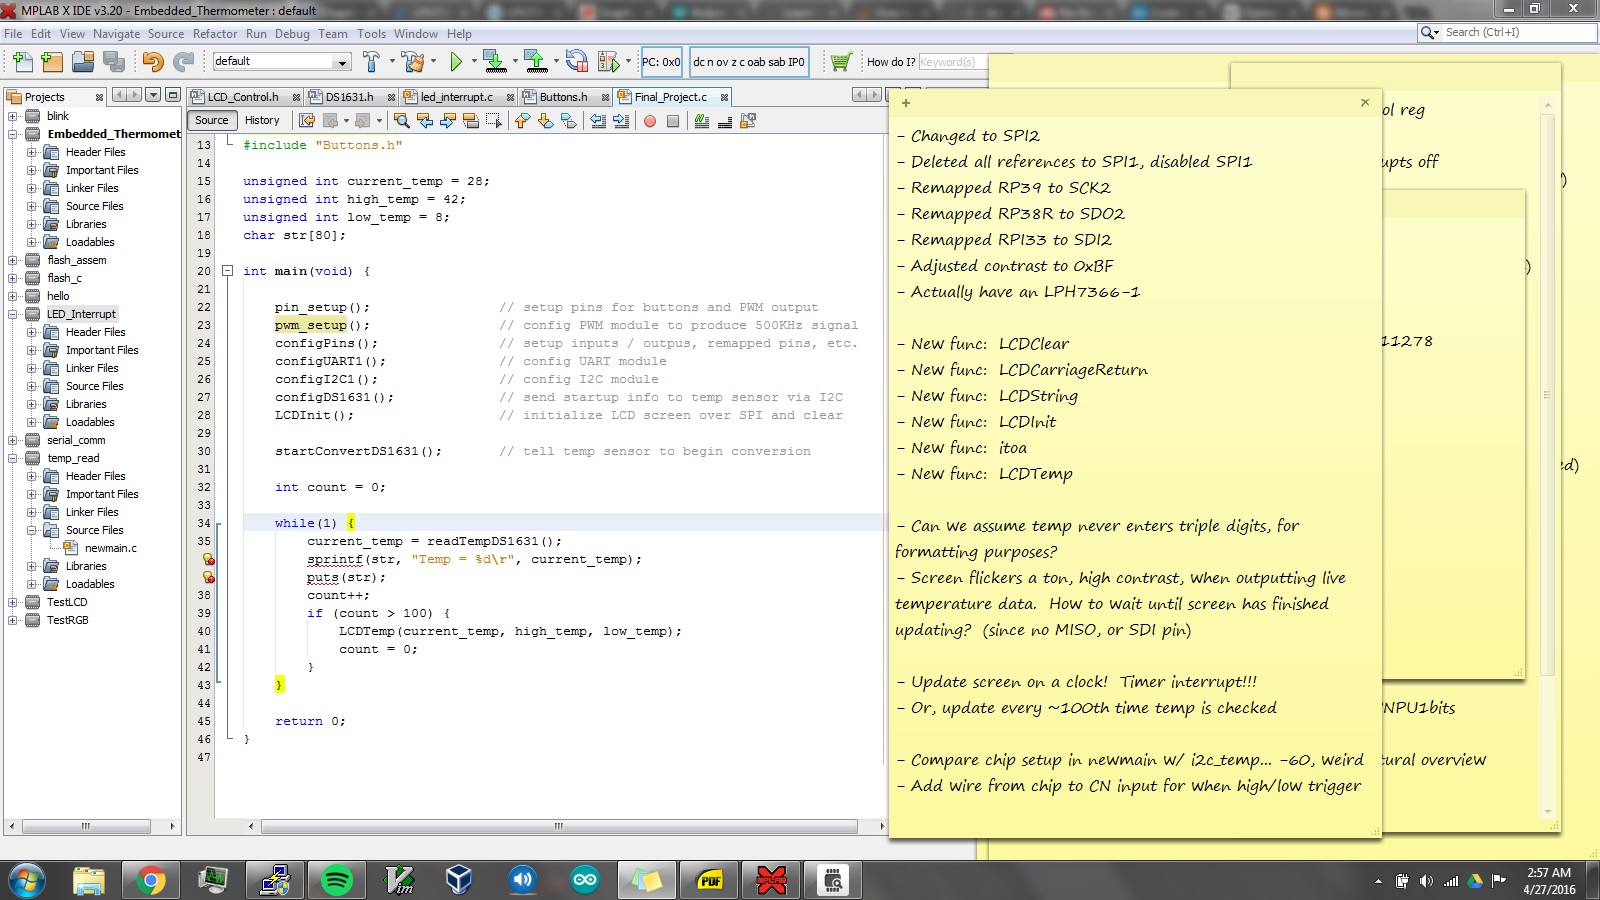 MPLAB X IDE v3.20 - Embedded_Thermometer : default
File Edit View Navigate Source Refactor Run Debug Team Tools Window Help
Search (Ctrl+I)
default
PC: 0x0
dc n ov z c oab sab IP0
How do I?
Keyword(s)
Projects
LCD_Control.h
DS1631.h
led_interrupt.c
Buttons.h
Final_Project.c
Source
History
blink
Embedded_Thermomet
Header Files
Important Files
Linker Files
Source Files
Libraries
Loadables
flash_assem
flash_c
hello
LED_Interrupt
Header Files
Important Files
Linker Files
Source Files
Libraries
Loadables
serial_comm
temp_read
Header Files
Important Files
Linker Files
Source Files
newmain.c
Libraries
Loadables
TestLCD
TestRGB
13 #include "Buttons.h"
14
15 unsigned int current_temp = 28;
16 unsigned int high_temp = 42;
17 unsigned int low_temp = 8;
18 char str[80];
19
20 int main(void) {
21
22 pin_setup(); // setup pins for buttons and PWM output
23 pwm_setup(); // config PWM module to produce 500KHz signal
24 configPins(); // setup inputs / outpus, remapped pins, etc.
25 configUART1(); // config UART module
26 configI2C1(); // config I2C module
27 configDS1631(); // send startup info to temp sensor via I2C
28 LCDInit(); // initialize LCD screen over SPI and clear
29
30 startConvertDS1631(); // tell temp sensor to begin conversion
31
32 int count = 0;
33
34 while(1) {
35 current_temp = readTempDS1631();
sprintf(str, "Temp = %d\r", current_temp);
puts(str);
38 count++;
39 if (count > 100) {
40 LCDTemp(current_temp, high_temp, low_temp);
41 count = 0;
42 }
43 }
44
45 return 0;
46 }
47
- Changed to SPI2
- Deleted all references to SPI1, disabled SPI1
- Remapped RP39 to SCK2
- Remapped RP38R to SDO2
- Remapped RPI33 to SDI2
- Adjusted contrast to 0xBF
- Actually have an LPH7366-1
- New func: LCDClear
- New func: LCDCarriageReturn
- New func: LCDString
- New func: LCDInit
- New func: itoa
- New func: LCDTemp
- Can we assume temp never enters triple digits, for
formatting purposes?
- Screen flickers a ton, high contrast, when outputting live
temperature data. How to wait until screen has finished
updating? (since no MISO, or SDI pin)
- Update screen on a clock! Timer interrupt!!!
- Or, update every ~100th time temp is checked
- Compare chip setup in newmain w/ i2c_temp... -60, weird
- Add wire from chip to CN input for when high/low trigger
ol reg
upts off
)
)
11278
ed)
NPU1bits
tural overview
2:57 AM
4/27/2016